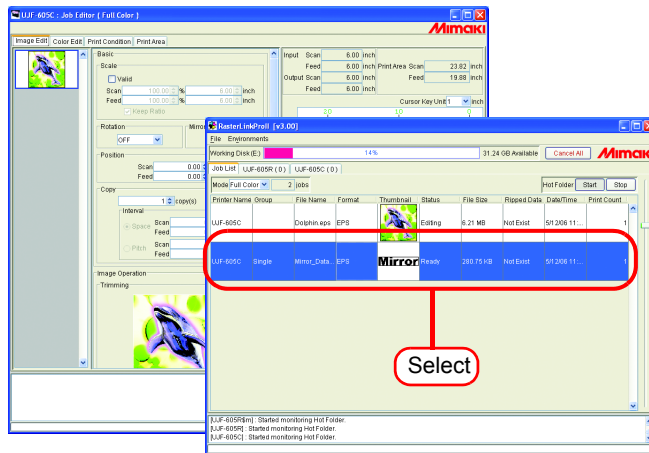 UJF-605C : Job Editor ( Full Color )
Mimaki
Image Edit Color Edit Print Condition Print Area
Basic
Scale
Valid
Scan 100.00 % 6.00 inch
Feed 100.00 % 6.00 inch
Keep Ratio
Rotation
OFF
Mirror
Position
Scan 0.00
Feed 0.00
Copy
1 copy(s)
Interval
Space Scan
Feed
Pitch Scan
Feed
Image Operation
Trimming
Input Scan 6.00 inch
Feed 6.00 inch Print Area Scan 23.82 inch
Output Scan 6.00 inch Feed 19.88 inch
Feed 6.00 inch
Cursor Key Unit 1 inch
20 10 0
RasterLinkProII [v3.00]
File Environments
Working Disk (E:) 14% 31.24 GB Available Cancel All Mimaki
Job List UJF-605R ( 0 ) UJF-605C ( 0 )
Mode Full Color 2 jobs Hot Folder Start Stop
Printer Name Group File Name Format Thumbnail Status File Size Ripped Data Date/Time Print Count
UJF-605C Dolphin.eps EPS Editing 6.21 MB Not Exist 5/12/06 11:... 1
UJF-605C Single Mirror_Data... EPS Mirror Ready 280.75 KB Not Exist 5/12/06 11:... 1
Select
[UJF-605R$m] : Started monitoring Hot Folder.
[UJF-605R] : Started monitoring Hot Folder.
[UJF-605C] : Started monitoring Hot Folder.